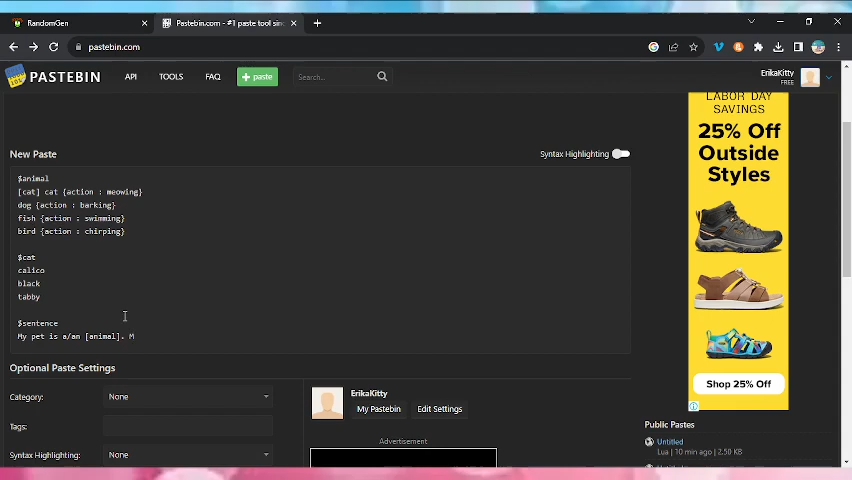 RandomGen
Pastebin.com - #1 paste tool sinc
pastebin.com
PASTEBIN
API
TOOLS
FAQ
+ paste
Search...
ErikaKitty
FREE
New Paste
Syntax Highlighting
$animal
[cat] cat {action : meowing}
dog {action : barking}
fish {action : swimming}
bird {action : chirping}
$cat
calico
black
tabby
$sentence
My pet is a/an [animal]. M
Optional Paste Settings
Category:
None
Tags:
Syntax Highlighting:
None
ErikaKitty
My Pastebin
Edit Settings
Advertisement
LABOR DAY
SAVINGS
25% Off
Outside
Styles
Shop 25% Off
Public Pastes
Untitled
Lua | 10 min ago | 2.50 KB